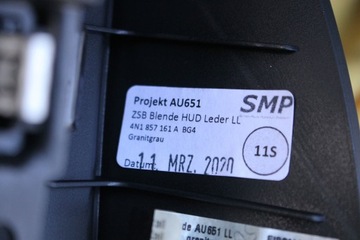 Projekt AU651
SMP
ZSB Blende HUD Leder LL
4N1 857 161 A BG4
Granitgrau
11S
Datum: 11. MRZ. 2020
de AU651 LL